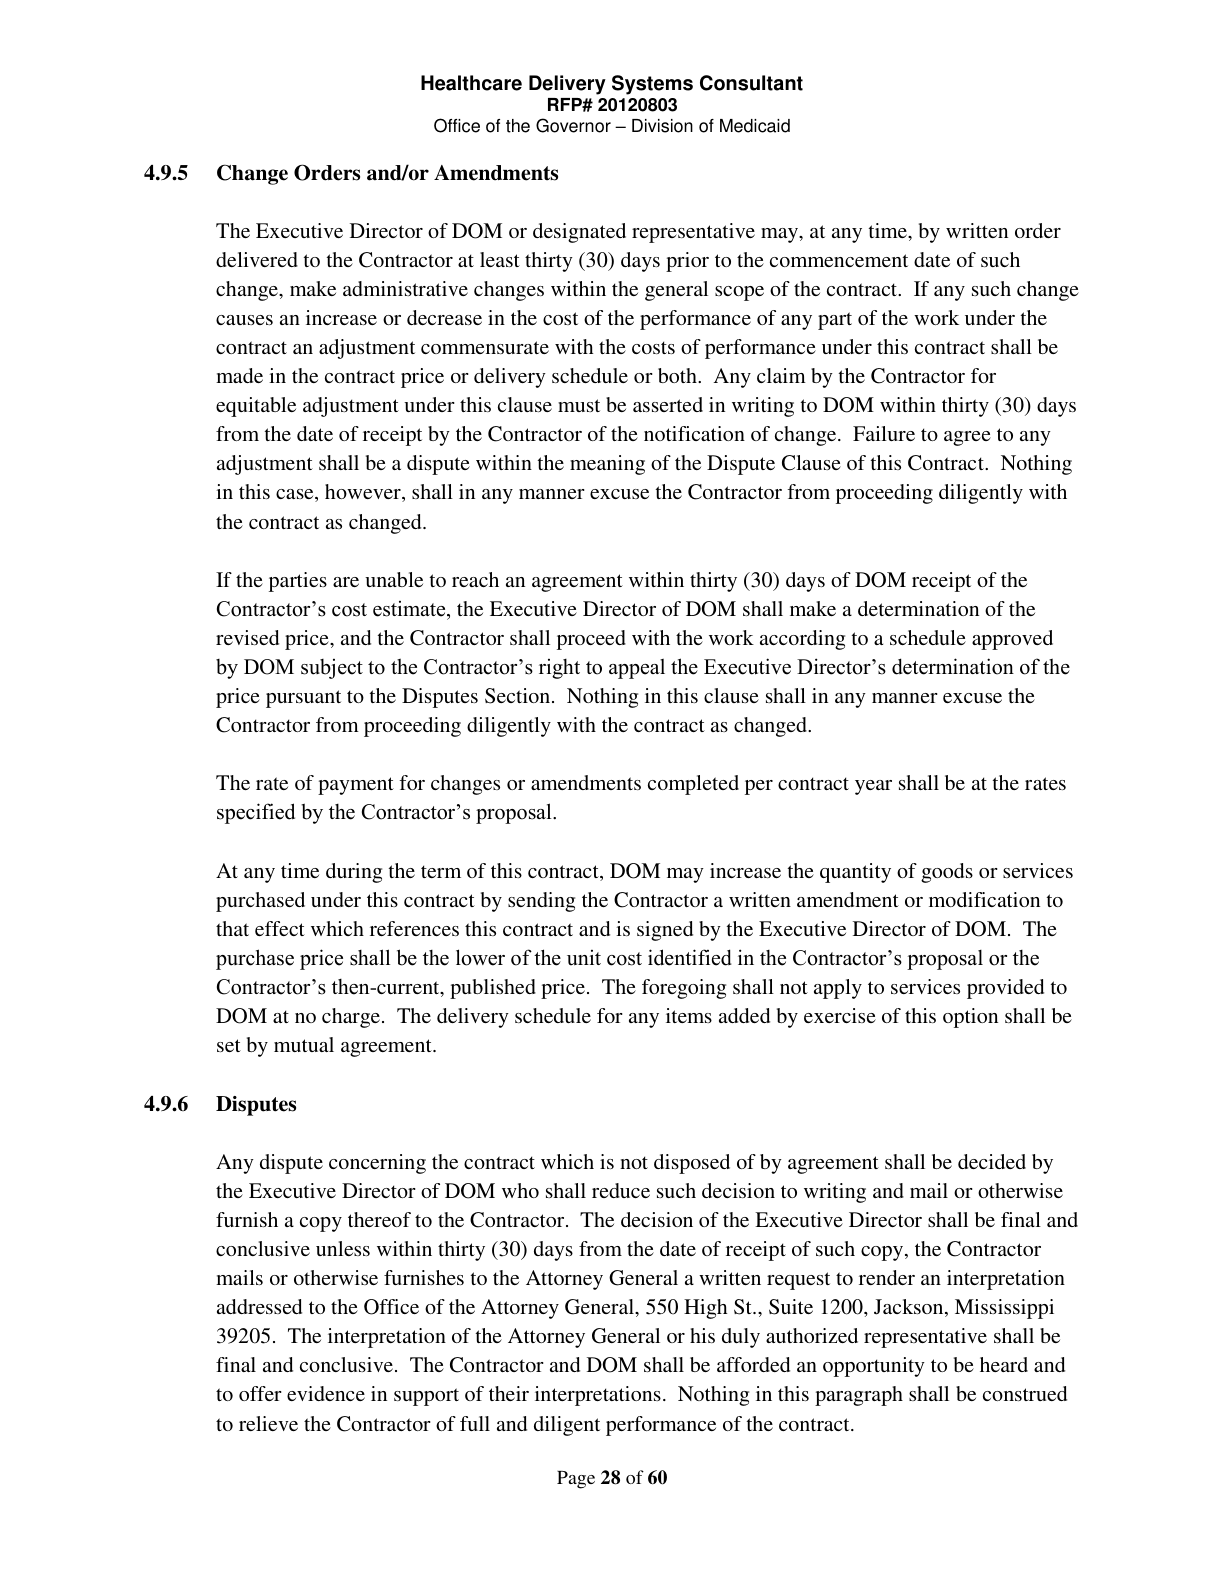 Healthcare Delivery Systems Consultant
RFP# 20120803
Office of the Governor – Division of Medicaid
4.9.5 Change Orders and/or Amendments
The Executive Director of DOM or designated representative may, at any time, by written order
delivered to the Contractor at least thirty (30) days prior to the commencement date of such
change, make administrative changes within the general scope of the contract. If any such change
causes an increase or decrease in the cost of the performance of any part of the work under the
contract an adjustment commensurate with the costs of performance under this contract shall be
made in the contract price or delivery schedule or both. Any claim by the Contractor for
equitable adjustment under this clause must be asserted in writing to DOM within thirty (30) days
from the date of receipt by the Contractor of the notification of change. Failure to agree to any
adjustment shall be a dispute within the meaning of the Dispute Clause of this Contract. Nothing
in this case, however, shall in any manner excuse the Contractor from proceeding diligently with
the contract as changed.
If the parties are unable to reach an agreement within thirty (30) days of DOM receipt of the
Contractor’s cost estimate, the Executive Director of DOM shall make a determination of the
revised price, and the Contractor shall proceed with the work according to a schedule approved
by DOM subject to the Contractor’s right to appeal the Executive Director’s determination of the
price pursuant to the Disputes Section. Nothing in this clause shall in any manner excuse the
Contractor from proceeding diligently with the contract as changed.
The rate of payment for changes or amendments completed per contract year shall be at the rates
specified by the Contractor’s proposal.
At any time during the term of this contract, DOM may increase the quantity of goods or services
purchased under this contract by sending the Contractor a written amendment or modification to
that effect which references this contract and is signed by the Executive Director of DOM. The
purchase price shall be the lower of the unit cost identified in the Contractor’s proposal or the
Contractor’s then-current, published price. The foregoing shall not apply to services provided to
DOM at no charge. The delivery schedule for any items added by exercise of this option shall be
set by mutual agreement.
4.9.6 Disputes
Any dispute concerning the contract which is not disposed of by agreement shall be decided by
the Executive Director of DOM who shall reduce such decision to writing and mail or otherwise
furnish a copy thereof to the Contractor. The decision of the Executive Director shall be final and
conclusive unless within thirty (30) days from the date of receipt of such copy, the Contractor
mails or otherwise furnishes to the Attorney General a written request to render an interpretation
addressed to the Office of the Attorney General, 550 High St., Suite 1200, Jackson, Mississippi
39205. The interpretation of the Attorney General or his duly authorized representative shall be
final and conclusive. The Contractor and DOM shall be afforded an opportunity to be heard and
to offer evidence in support of their interpretations. Nothing in this paragraph shall be construed
to relieve the Contractor of full and diligent performance of the contract.
Page 28 of 60